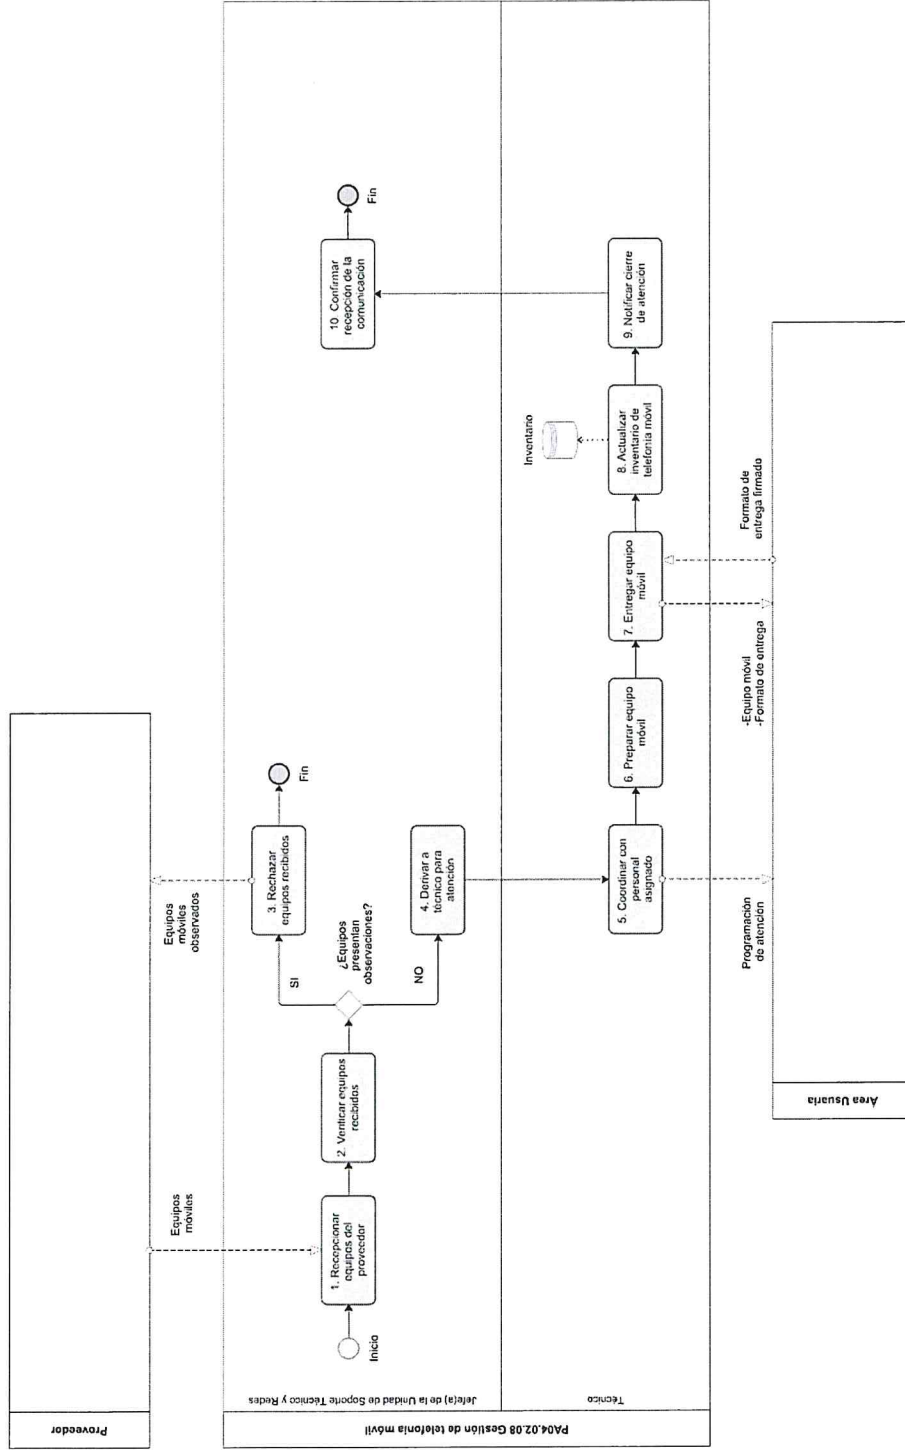 Proveedor
Equipos
móviles
Equipos
móviles
observados
PA04.02.08 Gestión de telefonía móvil
Jefe(a) de la Unidad de Soporte Técnico y Redes
Inicio
1. Recepcionar
equipos del
proveedor
2. Verificar equipos
recibidos
¿Equipos
presentan
observaciones?
SI
NO
3. Rechazar
equipos recibidos
Fin
4. Derivar a
técnico para
atención
10. Confirmar
recepción de la
comunicación
Fin
Técnico
5. Coordinar con
personal
asignado
6. Preparar equipo
móvil
7. Entregar equipo
móvil
8. Actualizar
inventario de
telefonía móvil
Inventario
9. Notificar cierre
de atención
Programación
de atención
-Equipo móvil
-Formato de entrega
Formato de
entrega firmado
Área Usuaria